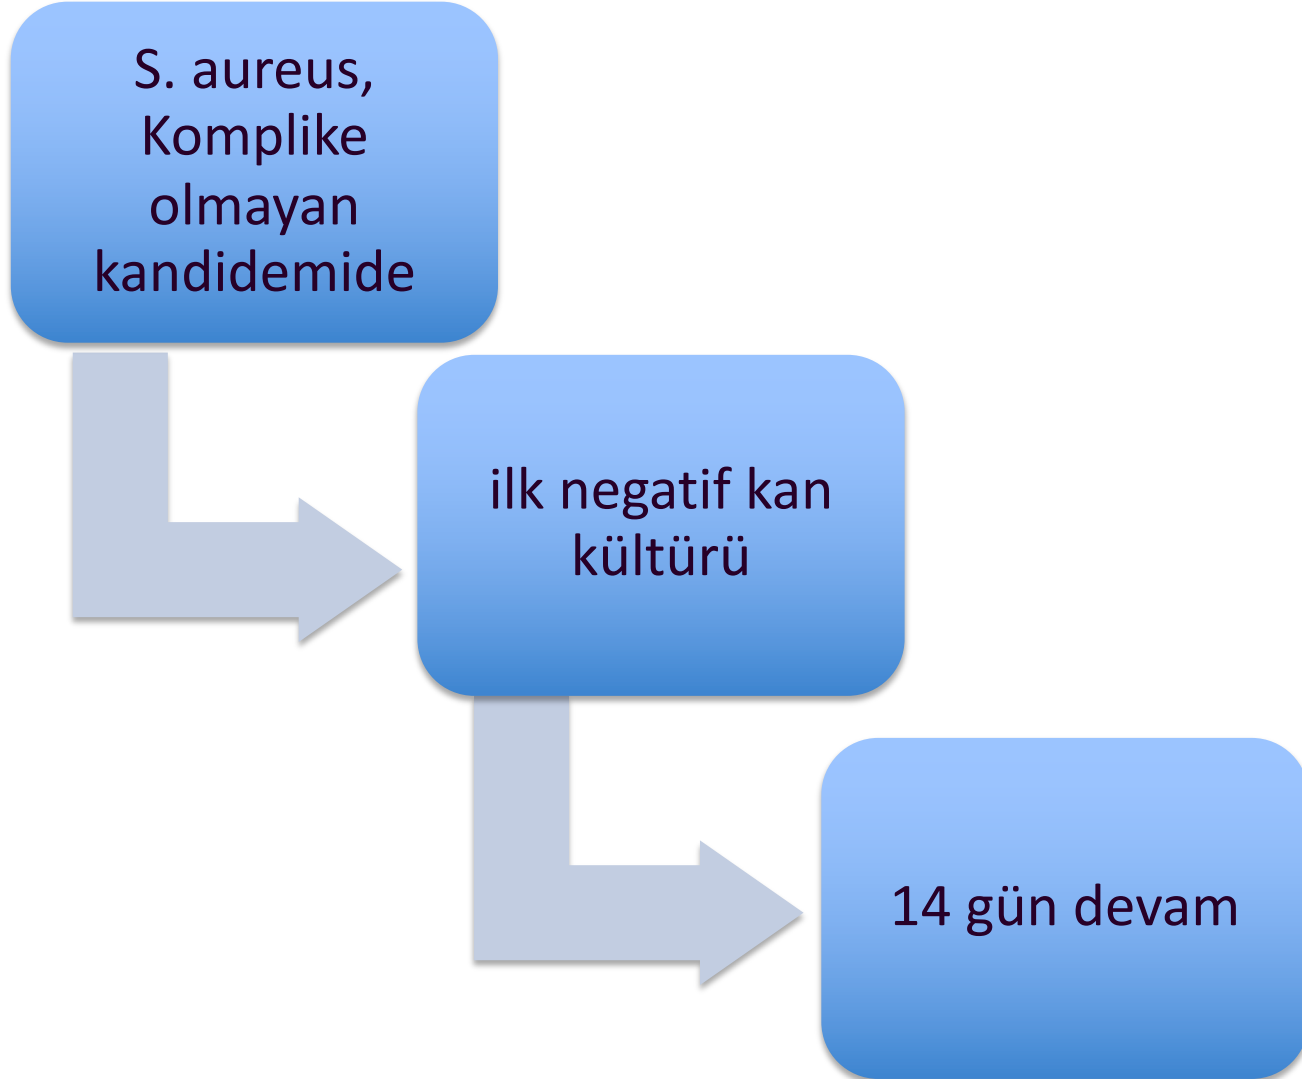 S. aureus,
Komplike
olmayan
kandidemide
ilk negatif kan
kültürü
14 gün devam